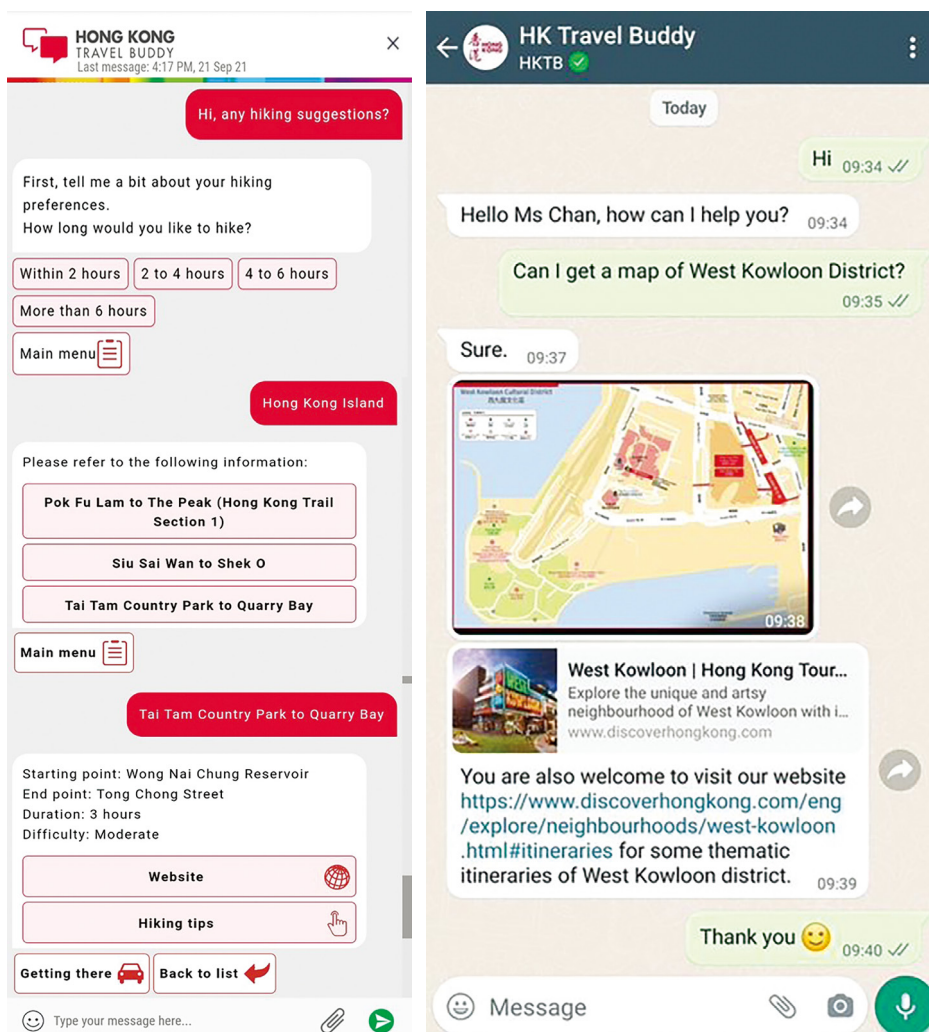 HONG KONG
TRAVEL BUDDY
Last message: 4:17 PM, 21 Sep 21
Hi, any hiking suggestions?
First, tell me a bit about your hiking
preferences.
How long would you like to hike?
Within 2 hours
2 to 4 hours
4 to 6 hours
More than 6 hours
Main menu
Hong Kong Island
Please refer to the following information:
Pok Fu Lam to The Peak (Hong Kong Trail
Section 1)
Siu Sai Wan to Shek O
Tai Tam Country Park to Quarry Bay
Main menu
Tai Tam Country Park to Quarry Bay
Starting point: Wong Nai Chung Reservoir
End point: Tong Chong Street
Duration: 3 hours
Difficulty: Moderate
Website
Hiking tips
Getting there
Back to list
Type your message here...
HK Travel Buddy
HKTB
Today
Hi 09:34
Hello Ms Chan, how can I help you? 09:34
Can I get a map of West Kowloon District?
09:35
Sure. 09:37
West Kowloon Cultural District
西九文化區
09:38
West Kowloon | Hong Kong Tour...
Explore the unique and artsy
neighbourhood of West Kowloon with i...
www.discoverhongkong.com
You are also welcome to visit our website
https://www.discoverhongkong.com/eng
/explore/neighbourhoods/west-kowloon
.html#itineraries for some thematic
itineraries of West Kowloon district. 09:39
Thank you 09:40
Message